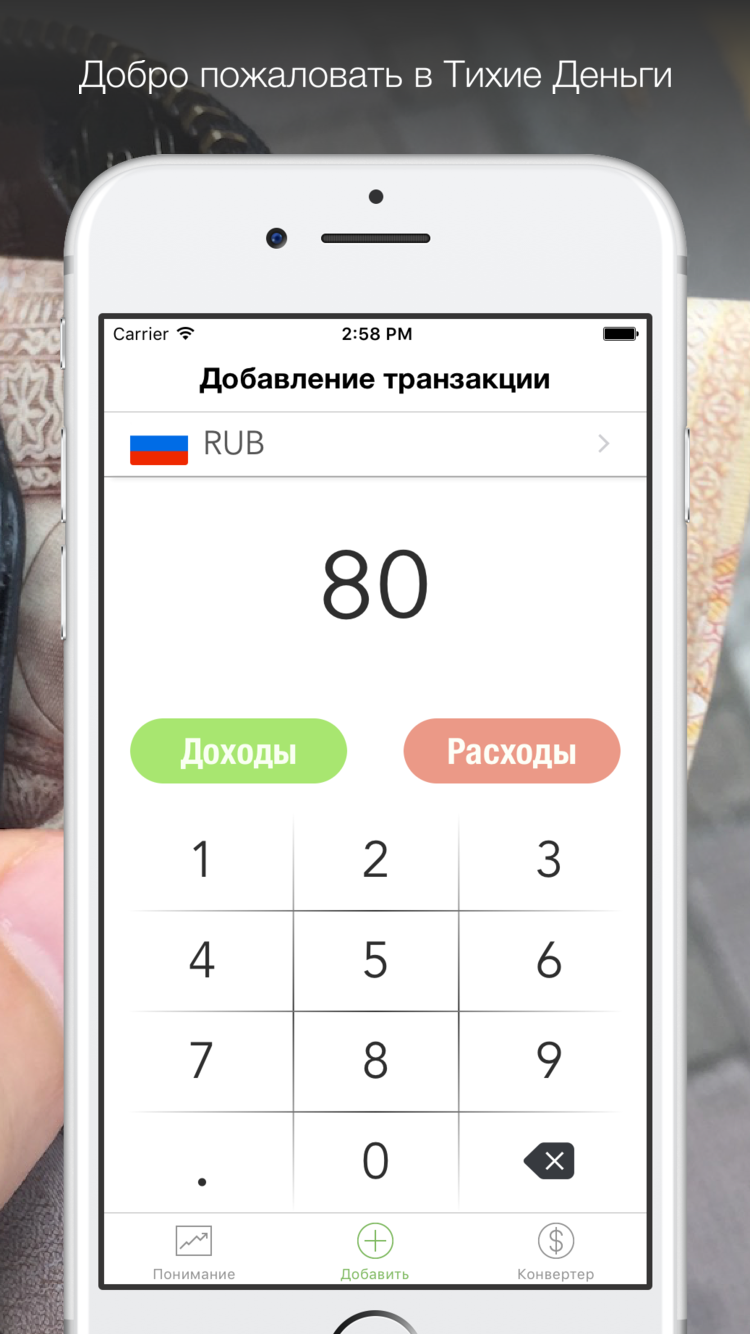 Добро пожаловать в Тихие Деньги
Carrier 2:58 PM
Добавление транзакции
RUB
80
Доходы Расходы
1 2 3
4 5 6
7 8 9
. 0
Понимание Добавить Конвертер